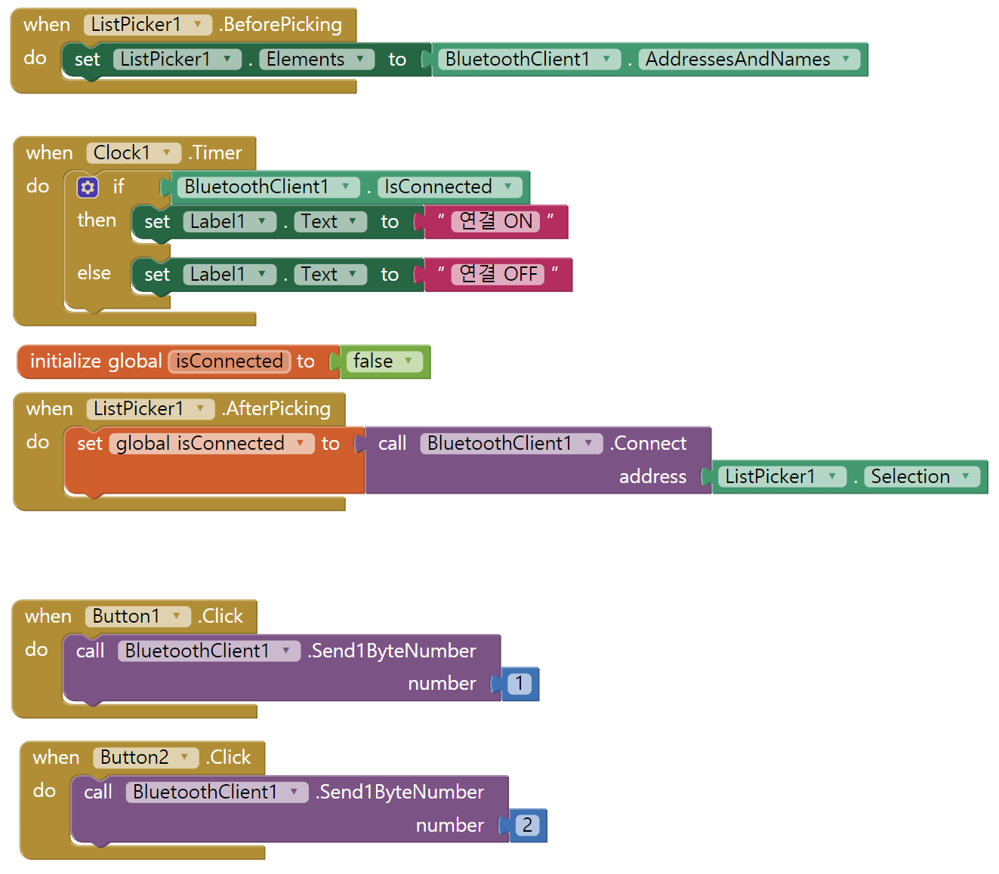 when ListPicker1 .BeforePicking
do set ListPicker1 . Elements to BluetoothClient1 . AddressesAndNames
when Clock1 .Timer
do if BluetoothClient1 . IsConnected
then set Label1 . Text to " 연결 ON "
else set Label1 . Text to " 연결 OFF "
initialize global isConnected to false
when ListPicker1 .AfterPicking
do set global isConnected to call BluetoothClient1 .Connect
address ListPicker1 . Selection
when Button1 .Click
do call BluetoothClient1 .Send1ByteNumber
number 1
when Button2 .Click
do call BluetoothClient1 .Send1ByteNumber
number 2